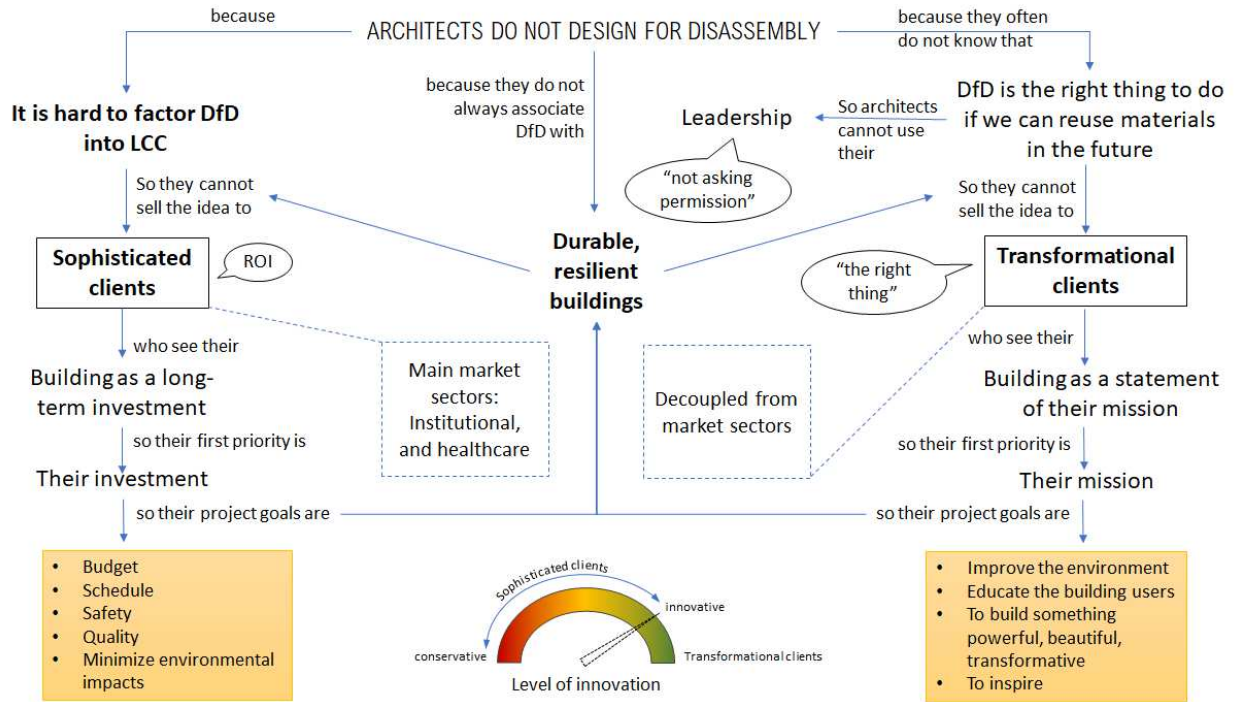 because
ARCHITECTS DO NOT DESIGN FOR DISASSEMBLY
because they often
do not know that
It is hard to factor DfD
into LCC
because they do not
always associate
DfD with
Leadership
So architects
cannot use
their
DfD is the right thing to do
if we can reuse materials
in the future
"not asking
permission"
So they cannot
sell the idea to
So they cannot
sell the idea to
Sophisticated
clients
ROI
Durable,
resilient
buildings
"the right
thing"
Transformational
clients
who see their
Building as a long-
term investment
so their first priority is
Their investment
so their project goals are
Main market
sectors:
Institutional,
and healthcare
Decoupled from
market sectors
who see their
Building as a statement
of their mission
so their first priority is
Their mission
so their project goals are
• Budget
• Schedule
• Safety
• Quality
• Minimize environmental
impacts
Sophisticated clients
innovative
conservative
Transformational clients
Level of innovation
• Improve the environment
• Educate the building users
• To build something
powerful, beautiful,
transformative
• To inspire